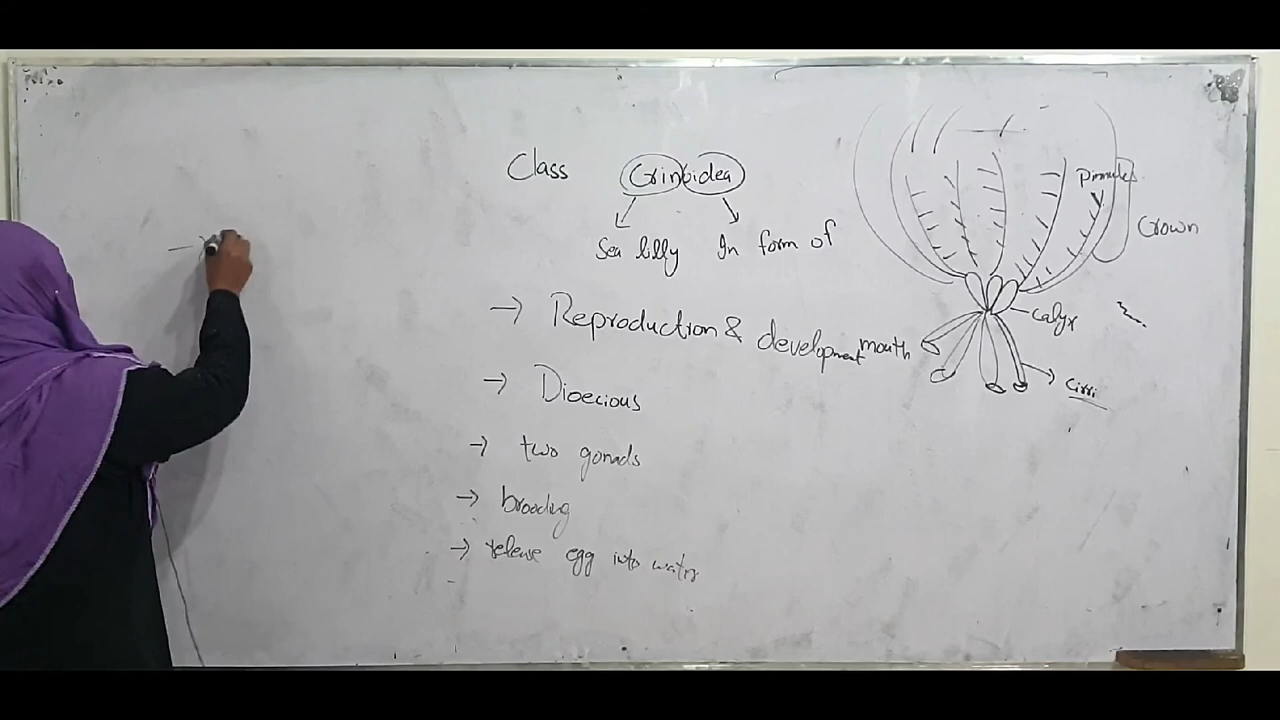 Class Crinoidea
Sea lilly In form of
→ Reproduction & development
→ Dioecious
→ two gonads
→ brooding
→ release egg into water
Pinnules
Crown
Calyx
mouth
Cirri